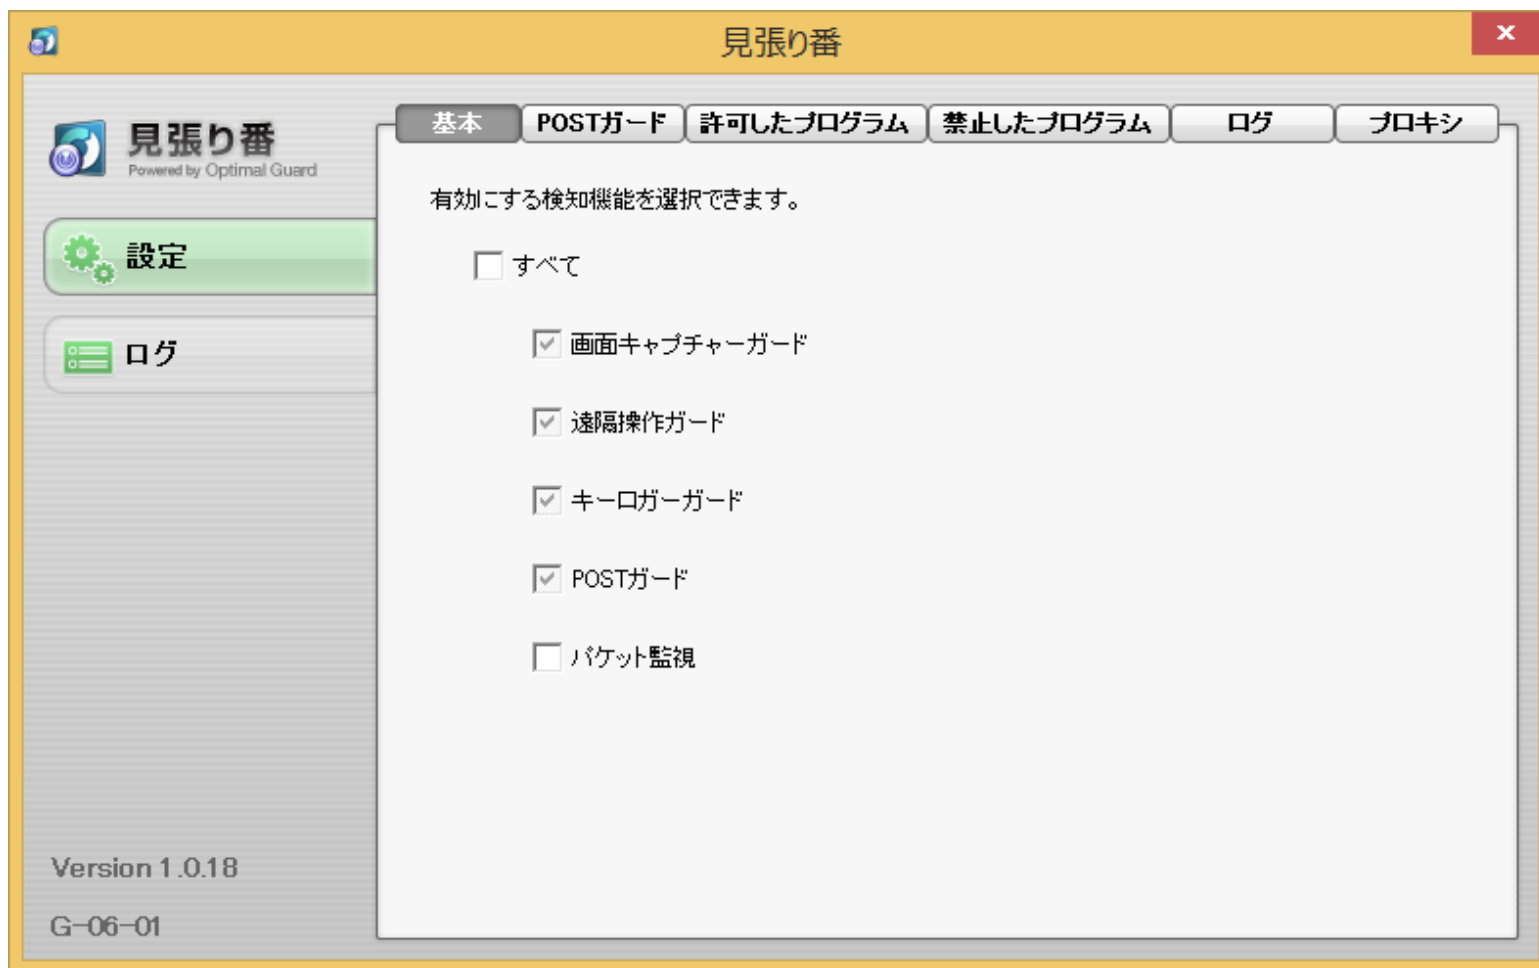 見張り番
見張り番
Powered by Optimal Guard
設定
ログ
Version 1.0.18
G-06-01
基本 POSTガード 許可したプログラム 禁止したプログラム ログ プロキシ
有効にする検知機能を選択できます。
すべて
画面キャプチャーガード
遠隔操作ガード
キーロガーガード
POSTガード
パケット監視